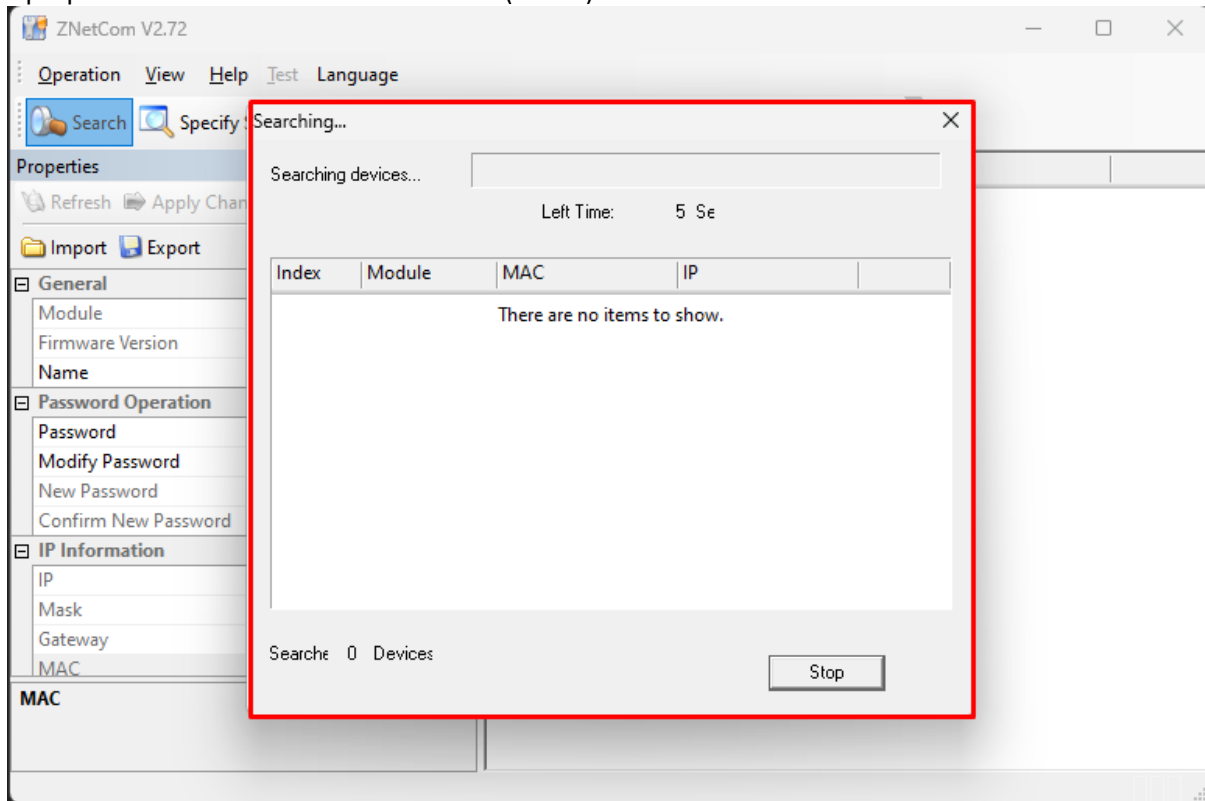 ZNetCom V2.72
Operation View Help Test Language
Search Specify
Searching...
Properties
Searching devices...
Refresh Apply Chan
Left Time: 5 Se
Import Export
Index Module MAC IP
General
There are no items to show.
Module
Firmware Version
Name
Password Operation
Password
Modify Password
New Password
Confirm New Password
IP Information
IP
Mask
Gateway
Searche 0 Devices
MAC
Stop
MAC